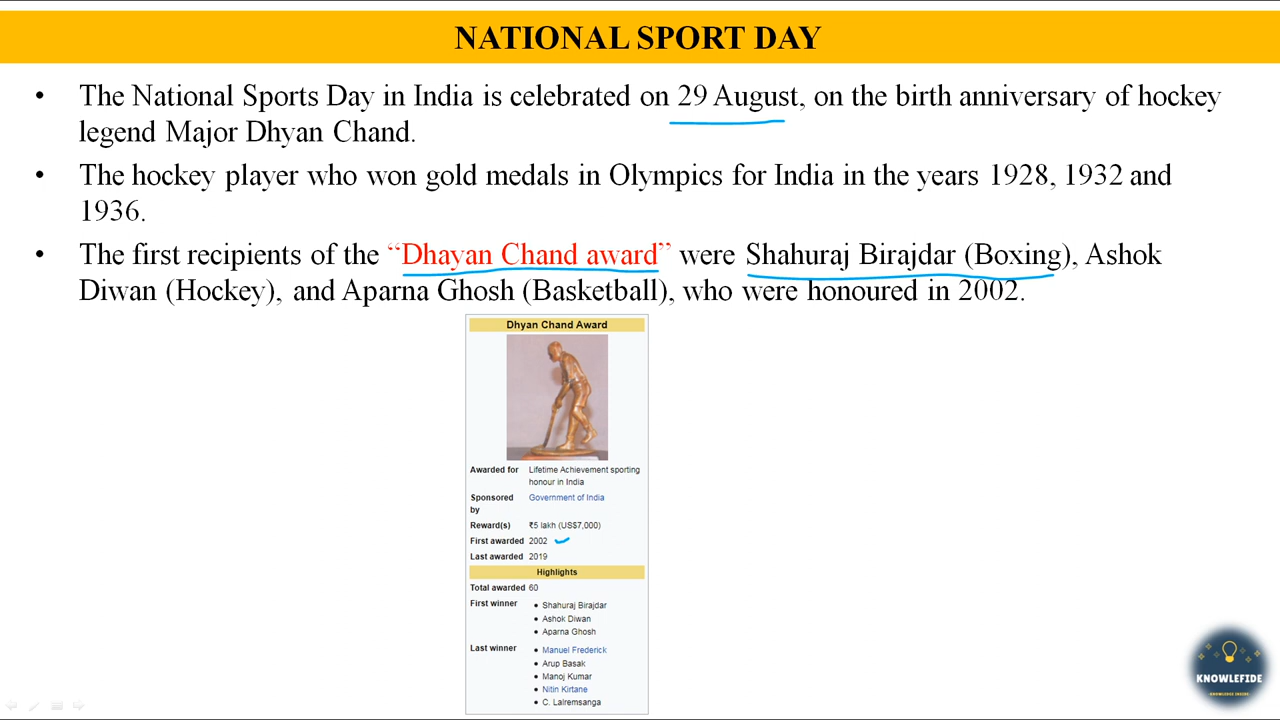 NATIONAL SPORT DAY
• The National Sports Day in India is celebrated on 29 August, on the birth anniversary of hockey
legend Major Dhyan Chand.
• The hockey player who won gold medals in Olympics for India in the years 1928, 1932 and
1936.
• The first recipients of the “Dhayan Chand award” were Shahuraj Birajdar (Boxing), Ashok
Diwan (Hockey), and Aparna Ghosh (Basketball), who were honoured in 2002.
Dhyan Chand Award
Awarded for Lifetime Achievement sporting
honour in India
Sponsored Government of India
by
Reward(s) ₹5 lakh (US$7,000)
First awarded 2002
Last awarded 2019
Highlights
Total awarded 60
First winner • Shahuraj Birajdar
• Ashok Diwan
• Aparna Ghosh
Last winner • Manuel Frederick
• Arup Basak
• Manoj Kumar
• Nitin Kirtane
• C. Lalremsanga
KNOWLEFIDE
KNOWLEDGE INSIDE